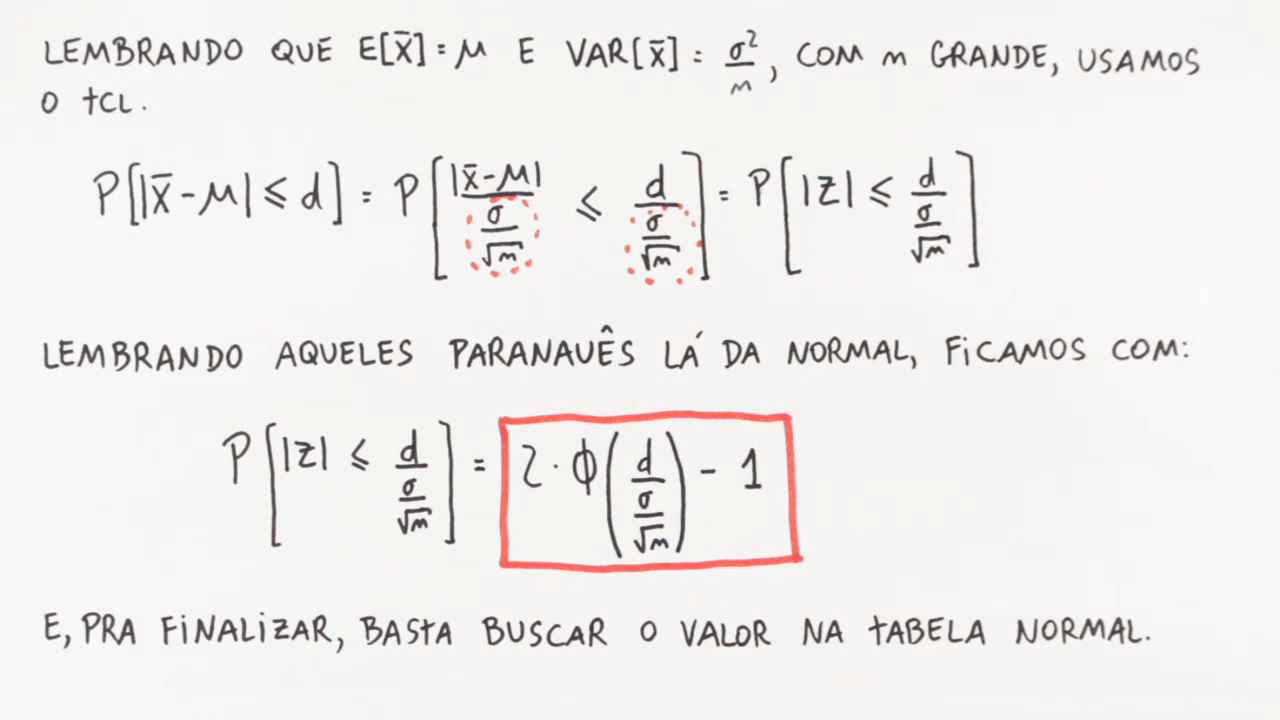 LEMBRANDO QUE E[x̄] = μ E VAR[x̄] = σ²/n, COM n GRANDE, USAMOS
O TCL.
P[|x̄ - μ| ≤ d] = P[|x̄ - μ|/(σ/√n) ≤ d/(σ/√n)] = P[|Z| ≤ d/(σ/√n)]
LEMBRANDO AQUELES PARANAUÊS LÁ DA NORMAL, FICAMOS COM:
P[|Z| ≤ d/(σ/√n)] = 2 · ϕ(d/(σ/√n)) - 1
E, PRA FINALIZAR, BASTA BUSCAR O VALOR NA TABELA NORMAL.